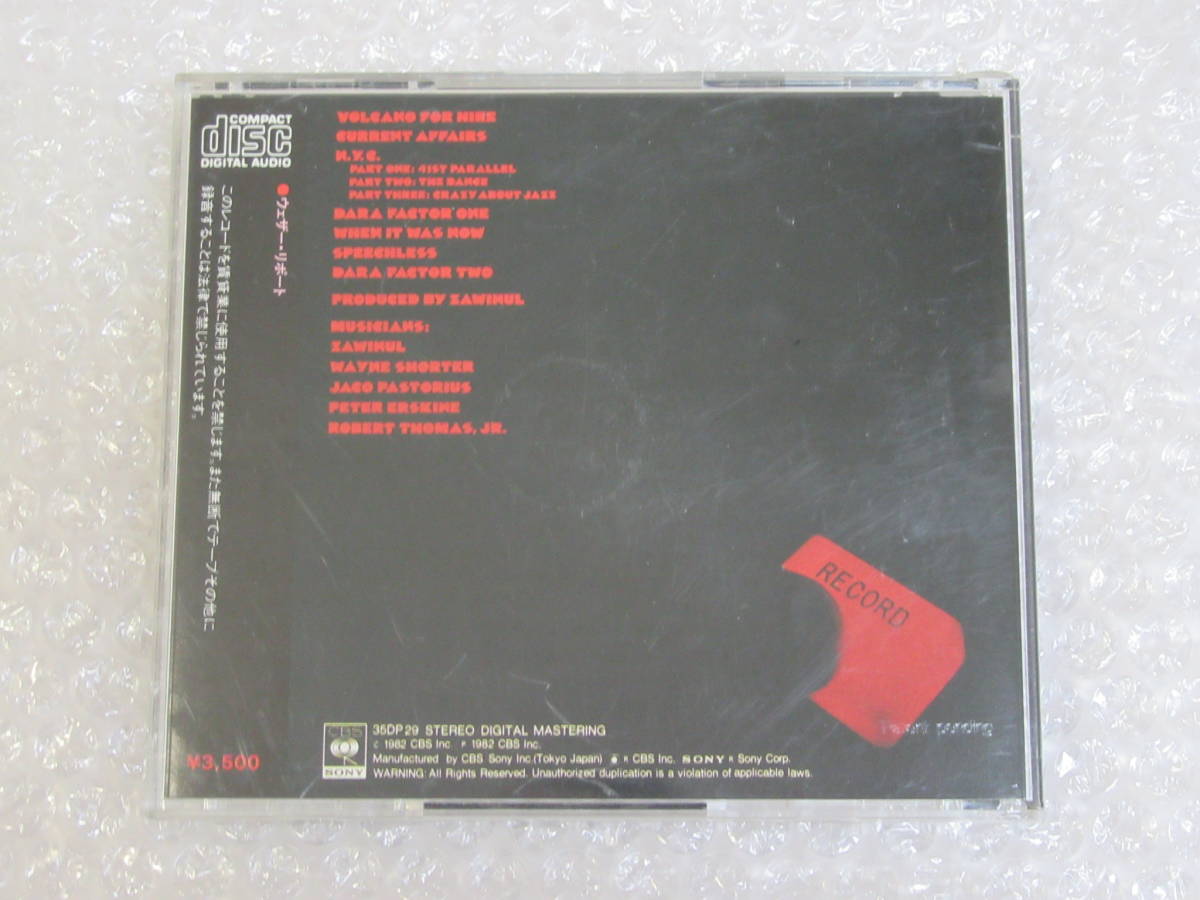 COMPACT
disc
DIGITAL AUDIO
●ウェザー・リポート
このレコードを賃貸業に使用することを禁じます。また無断でテープその他に
録音することは法律で禁じられています。
¥3,500
VOLCANO FOR HIRE
CURRENT AFFAIRS
N.Y.C.
PART ONE: 41ST PARALLEL
PART TWO: THE DANCE
PART THREE: CRAZY ABOUT JAZZ
DARA FACTOR ONE
WHEN IT WAS NOW
SPEECHLESS
DARA FACTOR TWO
PRODUCED BY ZAWINUL
MUSICIANS:
ZAWINUL
WAYNE SHORTER
JACO PASTORIUS
PETER ERSKINE
ROBERT THOMAS, JR.
RECORD
Patent pending
CBS
SONY
35DP29 STEREO DIGITAL MASTERING
© 1982 CBS Inc. ℗ 1982 CBS Inc.
Manufactured by CBS Sony Inc.(Tokyo Japan) ® CBS Inc. SONY ® Sony Corp.
WARNING: All Rights Reserved. Unauthorized duplication is a violation of applicable laws.